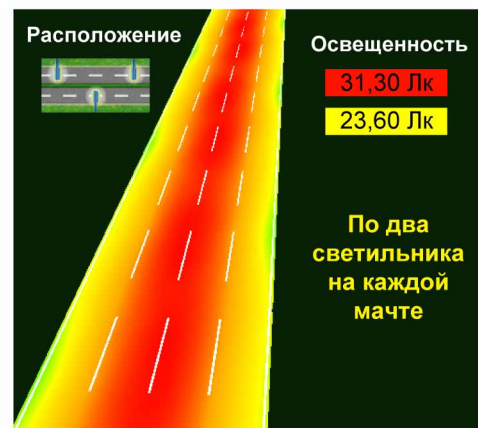 Расположение
Освещенность
31,30 Лк
23,60 Лк
По два
светильника
на каждой
мачте